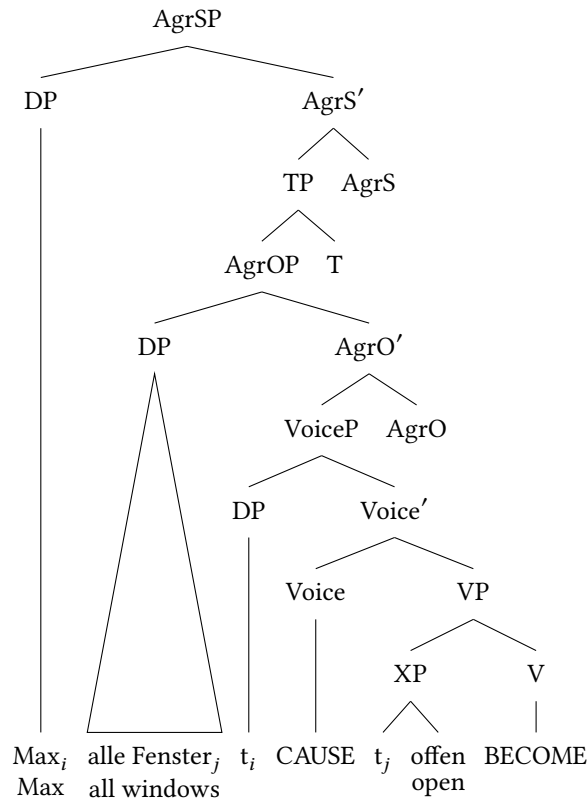 AgrSP
DP AgrS′
TP AgrS
AgrOP T
DP AgrO′
VoiceP AgrO
DP Voice′
Voice VP
XP V
Maxᵢ alle Fensterⱼ tᵢ CAUSE tⱼ offen BECOME
Max all windows open